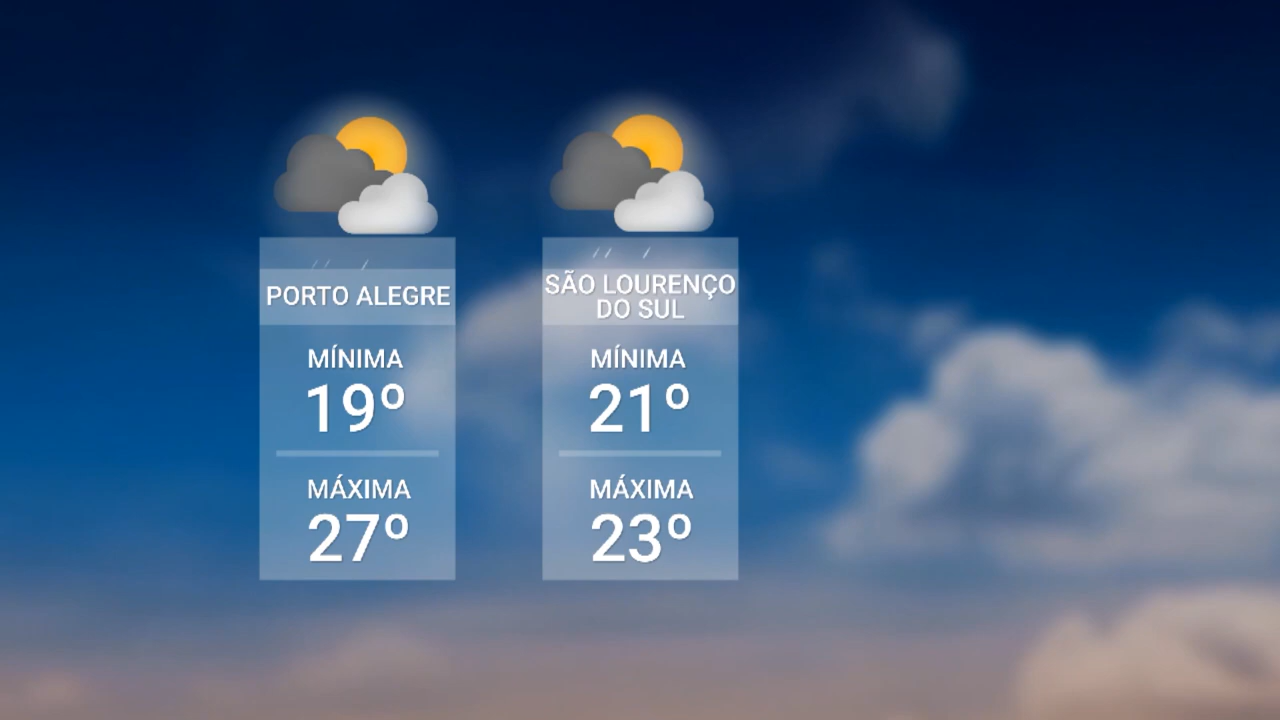 PORTO ALEGRE
MÍNIMA
19º
MÁXIMA
27º
SÃO LOURENÇO
DO SUL
MÍNIMA
21º
MÁXIMA
23º